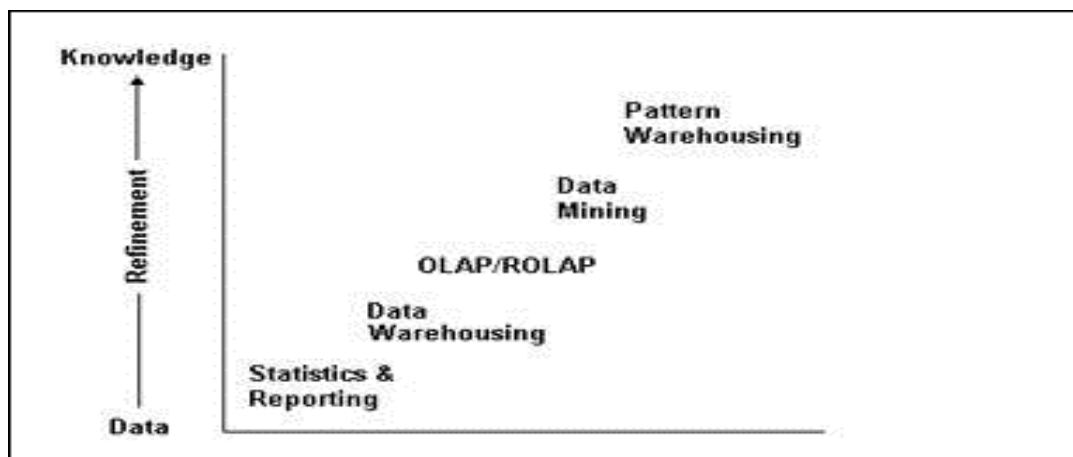 Knowledge
Pattern
Warehousing
Data
Mining
Refinement
OLAP/ROLAP
Data
Warehousing
Statistics &
Reporting
Data